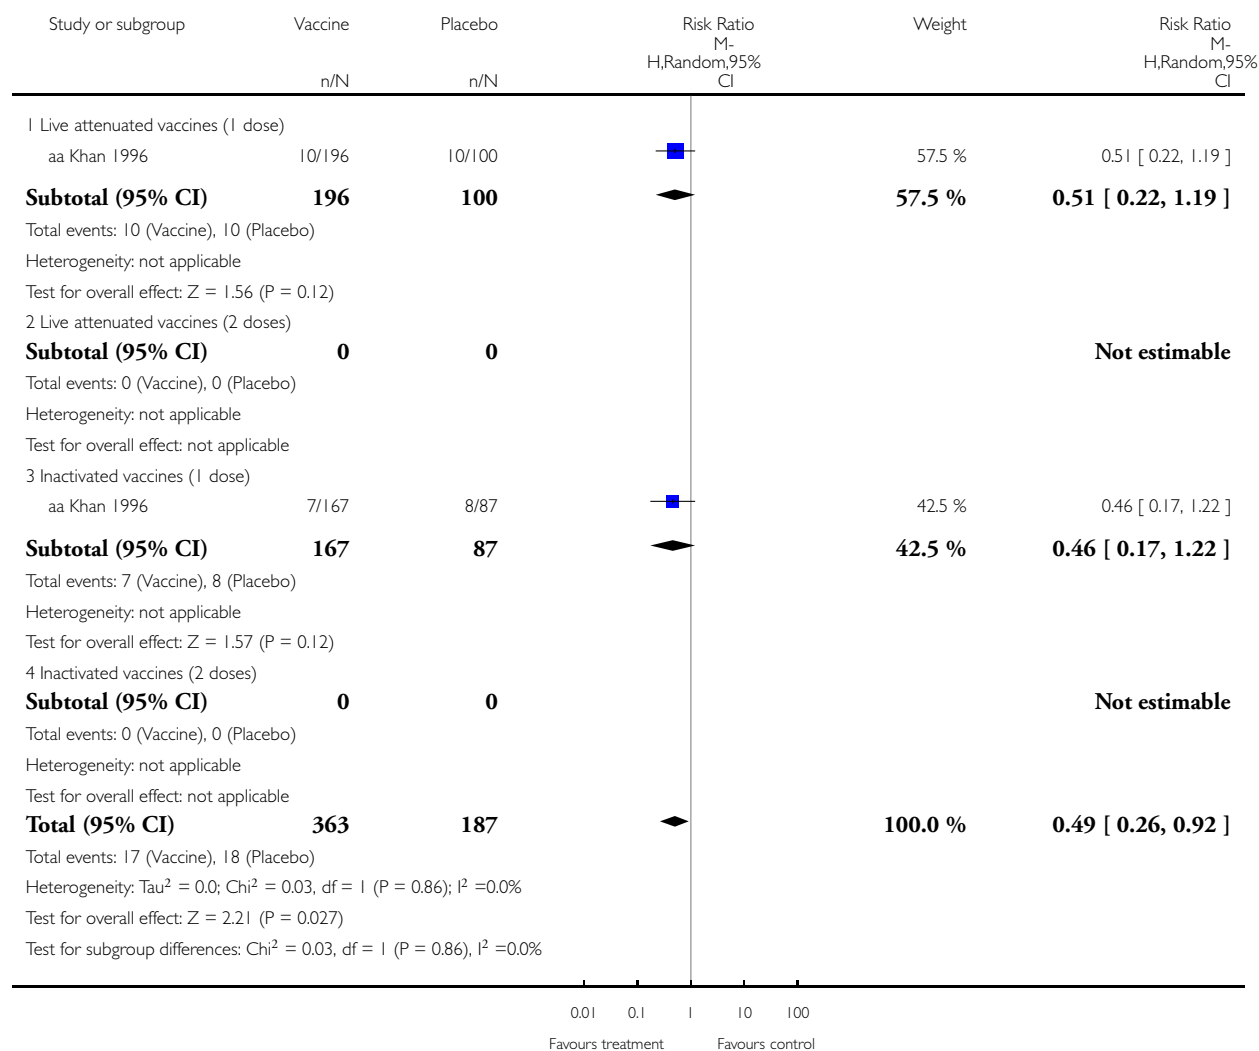 Study or subgroup Vaccine Placebo Risk Ratio Weight Risk Ratio
M- M-
H,Random,95% H,Random,95%
n/N n/N CI CI
1 Live attenuated vaccines (1 dose)
aa Khan 1996 10/196 10/100 57.5 % 0.51 [ 0.22, 1.19 ]
Subtotal (95% CI) 196 100 57.5 % 0.51 [ 0.22, 1.19 ]
Total events: 10 (Vaccine), 10 (Placebo)
Heterogeneity: not applicable
Test for overall effect: Z = 1.56 (P = 0.12)
2 Live attenuated vaccines (2 doses)
Subtotal (95% CI) 0 0 Not estimable
Total events: 0 (Vaccine), 0 (Placebo)
Heterogeneity: not applicable
Test for overall effect: not applicable
3 Inactivated vaccines (1 dose)
aa Khan 1996 7/167 8/87 42.5 % 0.46 [ 0.17, 1.22 ]
Subtotal (95% CI) 167 87 42.5 % 0.46 [ 0.17, 1.22 ]
Total events: 7 (Vaccine), 8 (Placebo)
Heterogeneity: not applicable
Test for overall effect: Z = 1.57 (P = 0.12)
4 Inactivated vaccines (2 doses)
Subtotal (95% CI) 0 0 Not estimable
Total events: 0 (Vaccine), 0 (Placebo)
Heterogeneity: not applicable
Test for overall effect: not applicable
Total (95% CI) 363 187 100.0 % 0.49 [ 0.26, 0.92 ]
Total events: 17 (Vaccine), 18 (Placebo)
Heterogeneity: Tau² = 0.0; Chi² = 0.03, df = 1 (P = 0.86); I² =0.0%
Test for overall effect: Z = 2.21 (P = 0.027)
Test for subgroup differences: Chi² = 0.03, df = 1 (P = 0.86), I² =0.0%
0.01 0.1 1 10 100
Favours treatment Favours control